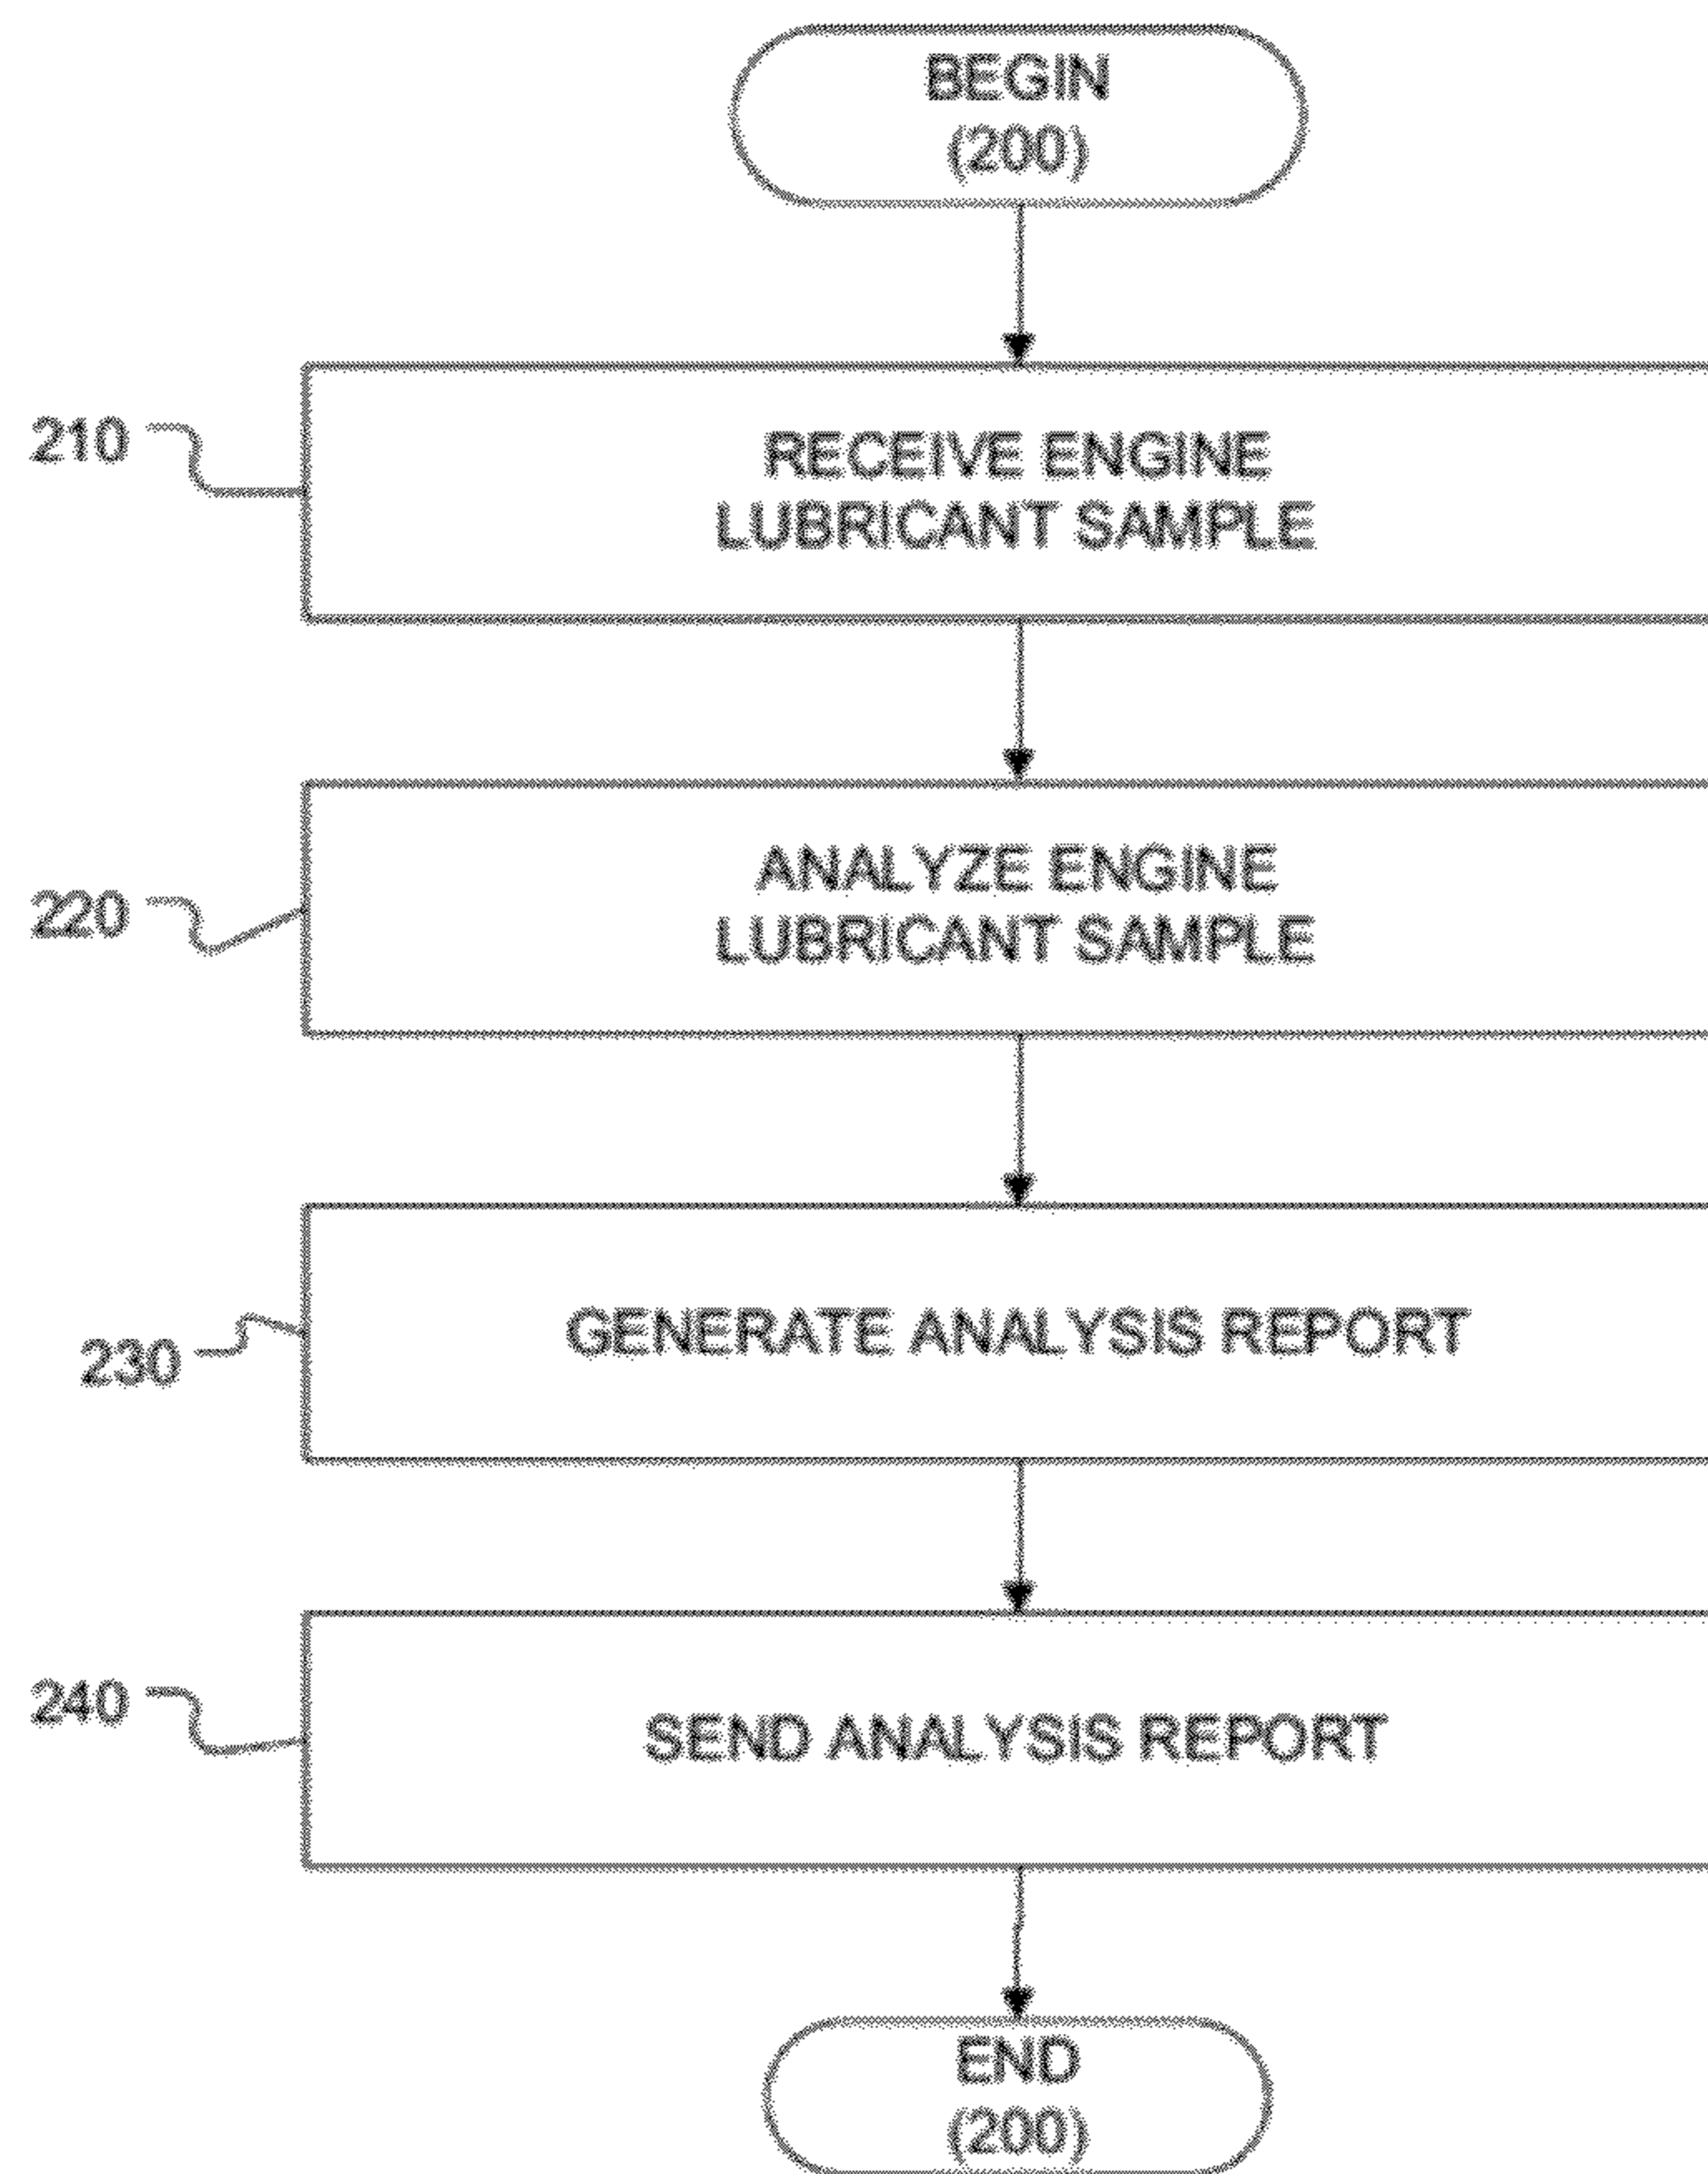 BEGIN
(200)
210
RECEIVE ENGINE
LUBRICANT SAMPLE
220
ANALYZE ENGINE
LUBRICANT SAMPLE
230
GENERATE ANALYSIS REPORT
240
SEND ANALYSIS REPORT
END
(200)